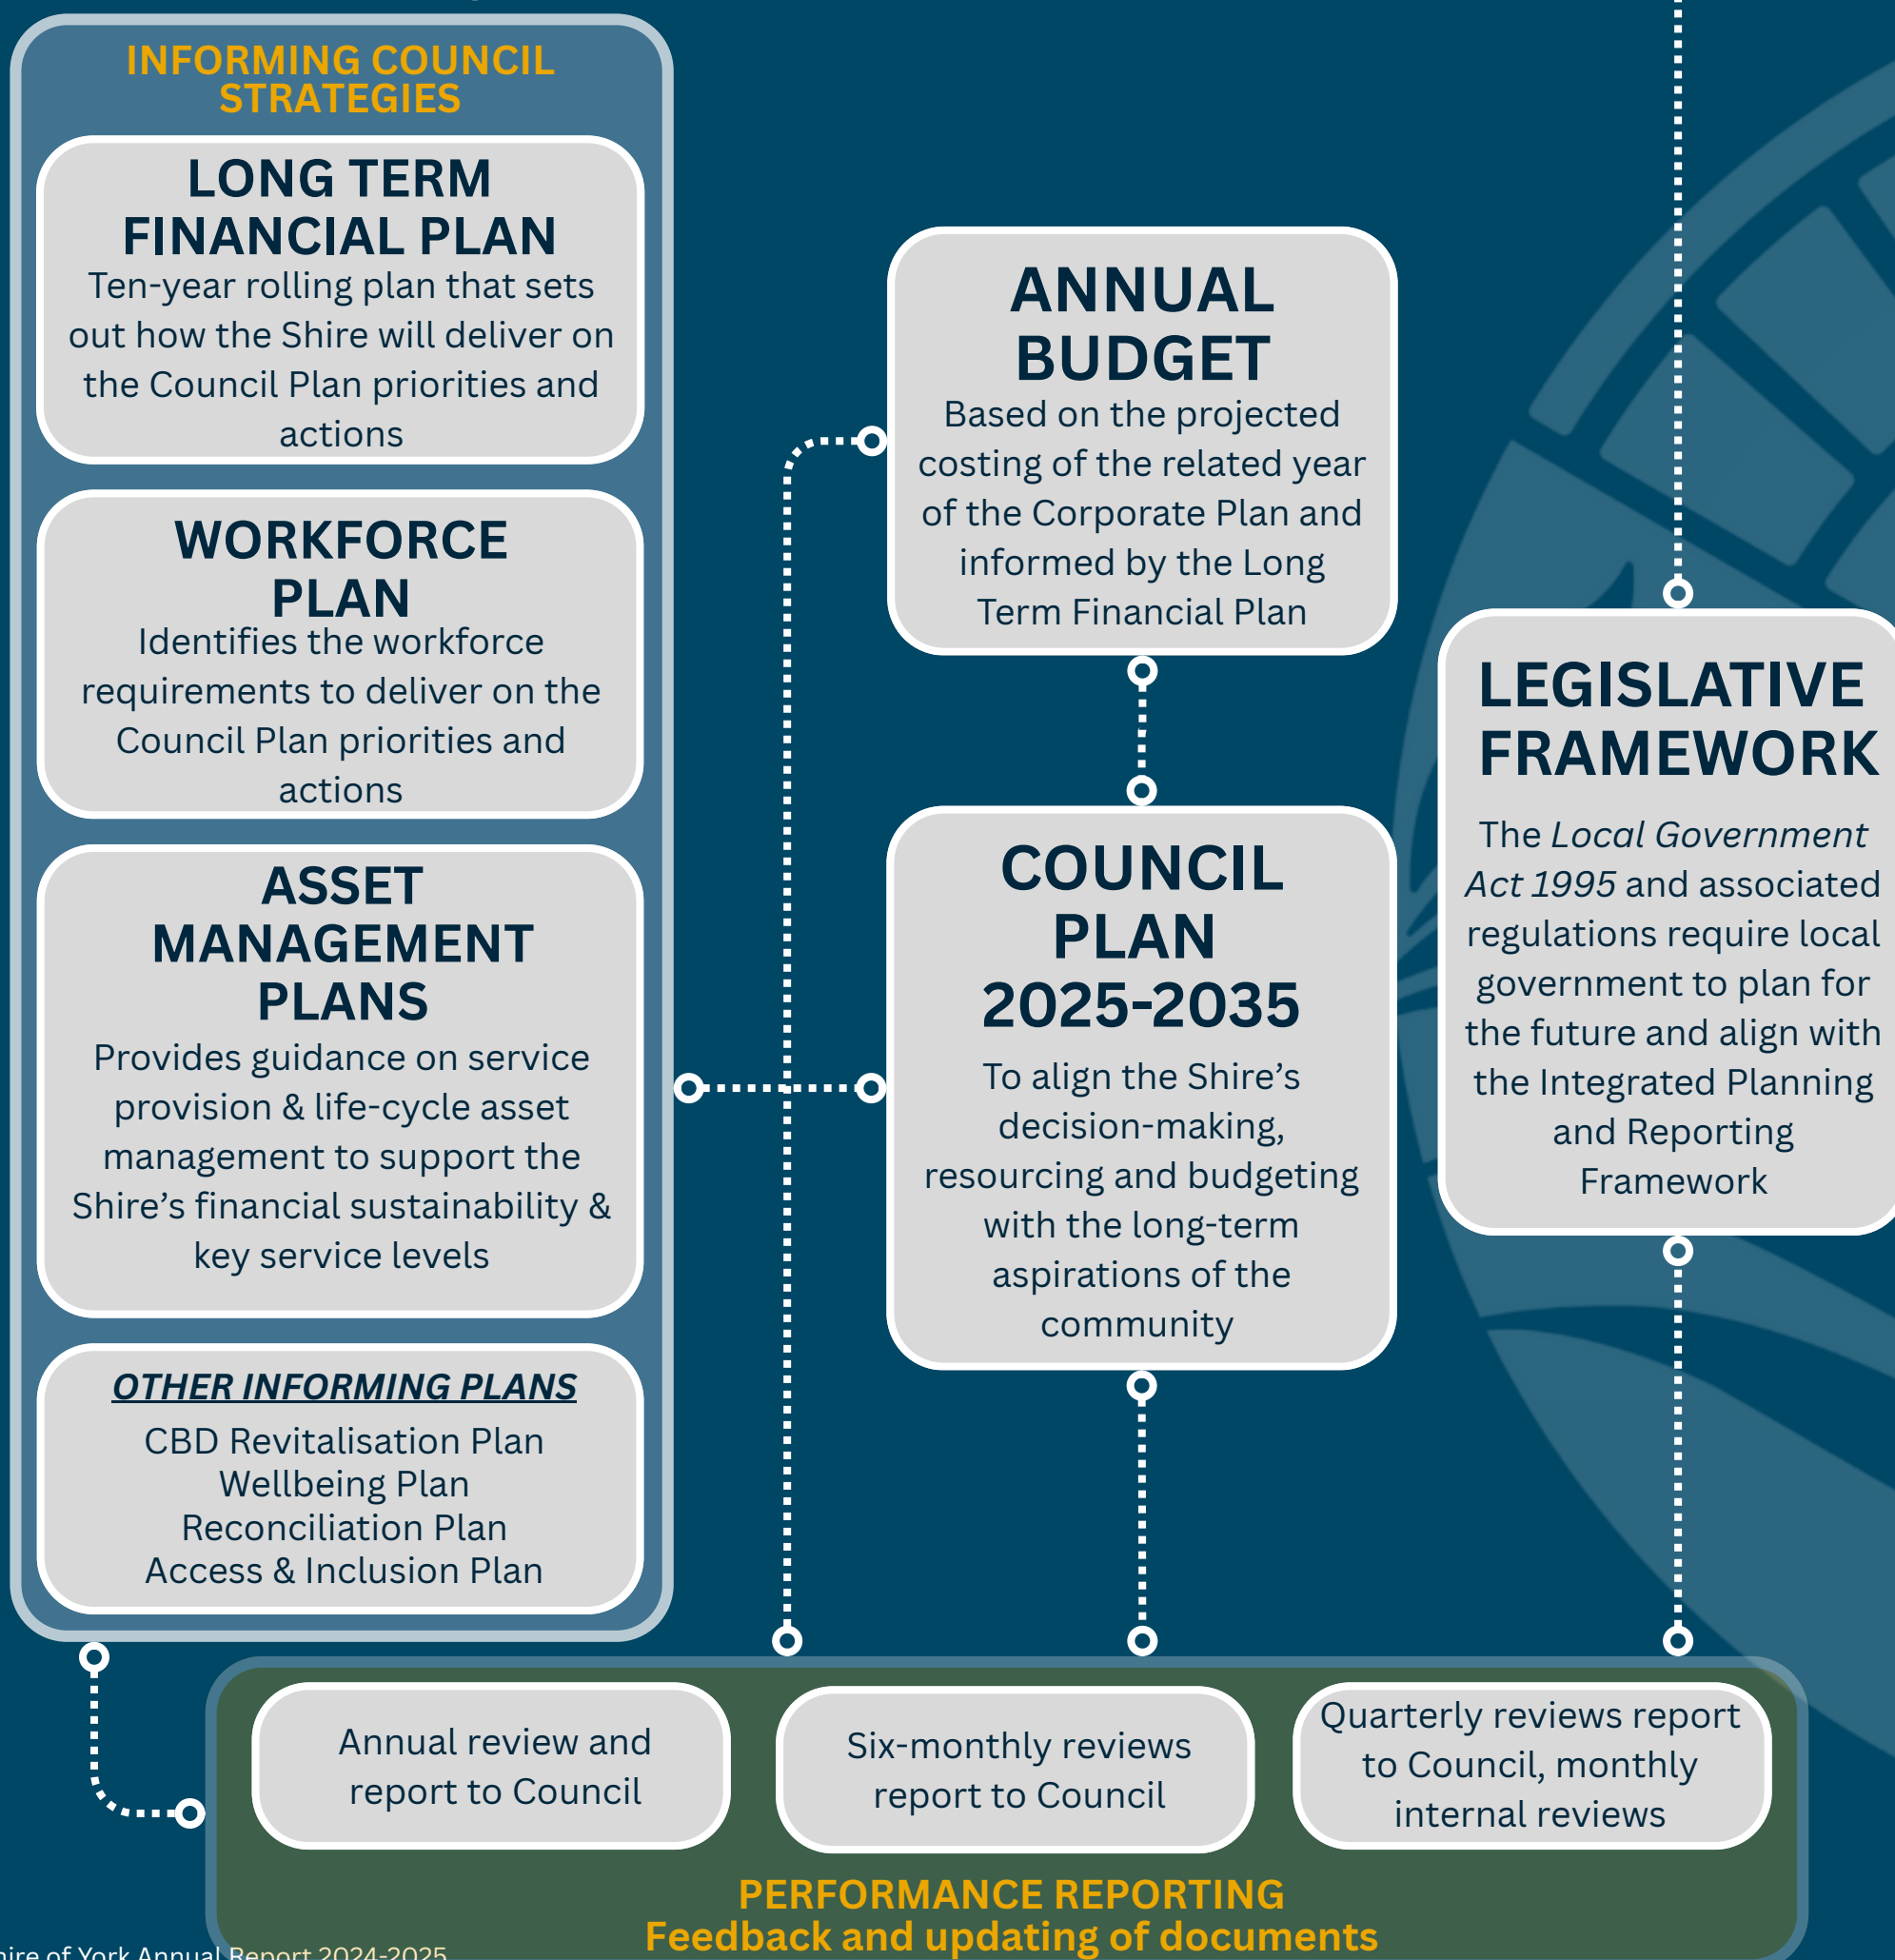 INFORMING COUNCIL
STRATEGIES
LONG TERM
FINANCIAL PLAN
Ten-year rolling plan that sets
out how the Shire will deliver on
the Council Plan priorities and
actions
WORKFORCE
PLAN
Identifies the workforce
requirements to deliver on the
Council Plan priorities and
actions
ASSET
MANAGEMENT
PLANS
Provides guidance on service
provision & life-cycle asset
management to support the
Shire’s financial sustainability &
key service levels
OTHER INFORMING PLANS
CBD Revitalisation Plan
Wellbeing Plan
Reconciliation Plan
Access & Inclusion Plan
ANNUAL
BUDGET
Based on the projected
costing of the related year
of the Corporate Plan and
informed by the Long
Term Financial Plan
COUNCIL
PLAN
2025-2035
To align the Shire’s
decision-making,
resourcing and budgeting
with the long-term
aspirations of the
community
LEGISLATIVE
FRAMEWORK
The Local Government
Act 1995 and associated
regulations require local
government to plan for
the future and align with
the Integrated Planning
and Reporting
Framework
Annual review and
report to Council
Six-monthly reviews
report to Council
Quarterly reviews report
to Council, monthly
internal reviews
PERFORMANCE REPORTING
Feedback and updating of documents
of York Annual Report 2024-2025